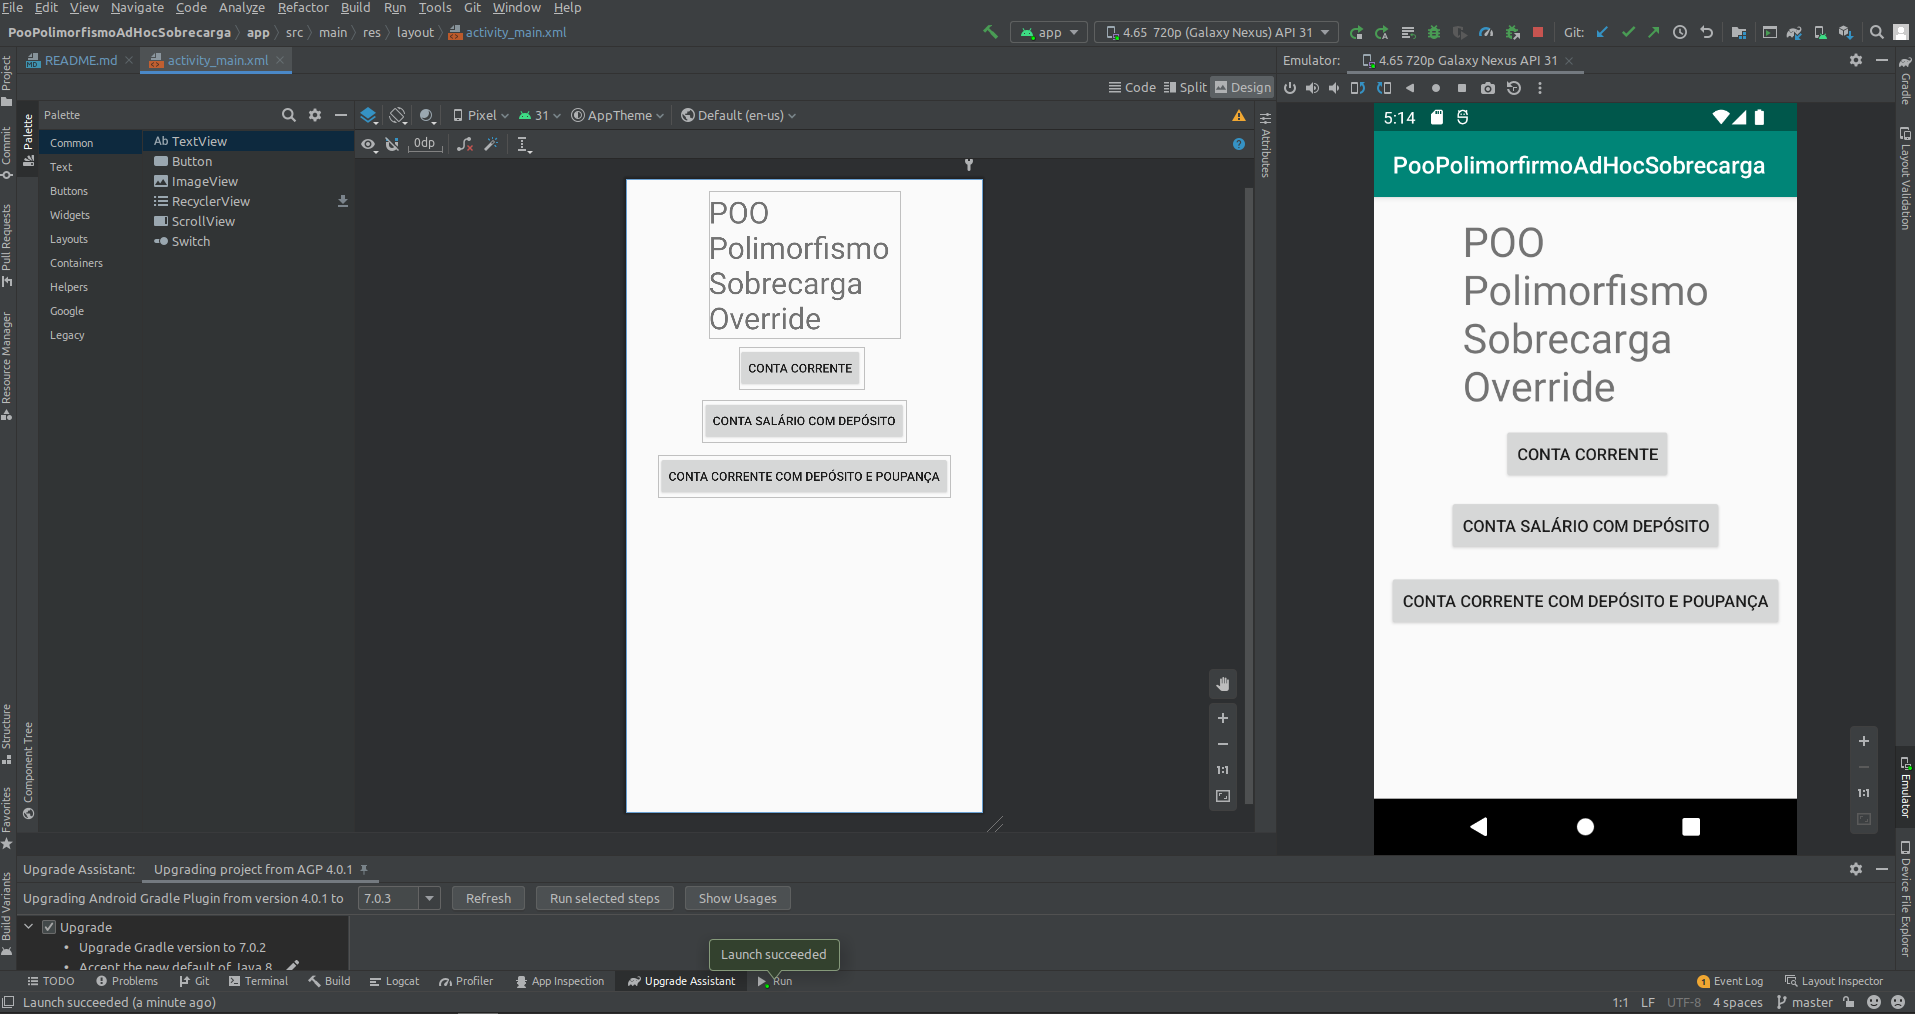 File Edit View Navigate Code Analyze Refactor Build Run Tools Git Window Help
PooPolimorfismoAdHocSobrecarga app src main res layout activity_main.xml
app 4.65 720p (Galaxy Nexus) API 31 Git:
README.md activity_main.xml
Emulator: 4.65 720p Galaxy Nexus API 31
Code Split Design
Project
Commit
Pull Requests
Resource Manager
Structure
Favorites
Build Variants
Palette
Component Tree
Palette
Common
Text
Buttons
Widgets
Layouts
Containers
Helpers
Google
Legacy
Ab TextView
Button
ImageView
RecyclerView
ScrollView
Switch
Pixel 31 AppTheme Default (en-us)
0dp
Attributes
POO
Polimorfismo
Sobrecarga
Override
CONTA CORRENTE
CONTA SALÁRIO COM DEPÓSITO
CONTA CORRENTE COM DEPÓSITO E POUPANÇA
1:1
5:14
PooPolimorfirmoAdHocSobrecarga
POO
Polimorfismo
Sobrecarga
Override
CONTA CORRENTE
CONTA SALÁRIO COM DEPÓSITO
CONTA CORRENTE COM DEPÓSITO E POUPANÇA
1:1
Gradle
Layout Validation
Emulator
Device File Explorer
Upgrade Assistant: Upgrading project from AGP 4.0.1
Upgrading Android Gradle Plugin from version 4.0.1 to 7.0.3 Refresh Run selected steps Show Usages
Upgrade
Upgrade Gradle version to 7.0.2
Accept the new default of Java 8
Launch succeeded
TODO Problems Git Terminal Build Logcat Profiler App Inspection Upgrade Assistant Run 1 Event Log Layout Inspector
Launch succeeded (a minute ago) 1:1 LF UTF-8 4 spaces master